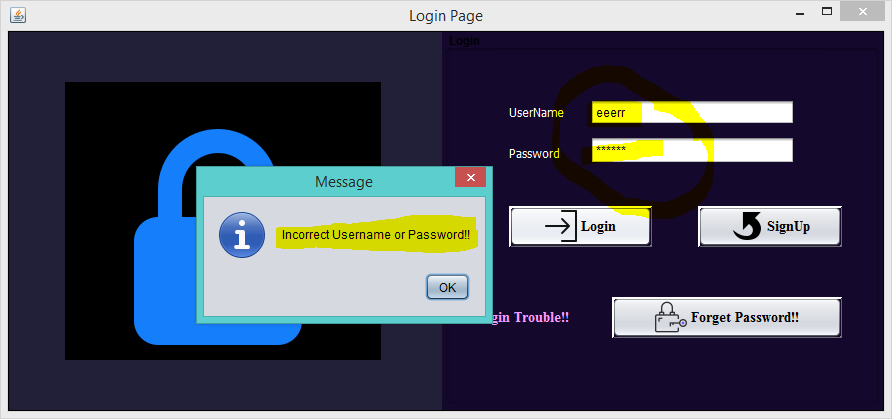 Login Page
Login
UserName
eeerr
Password
******
Message
Incorrect Username or Password!!
OK
Login
SignUp
gin Trouble!!
Forget Password!!